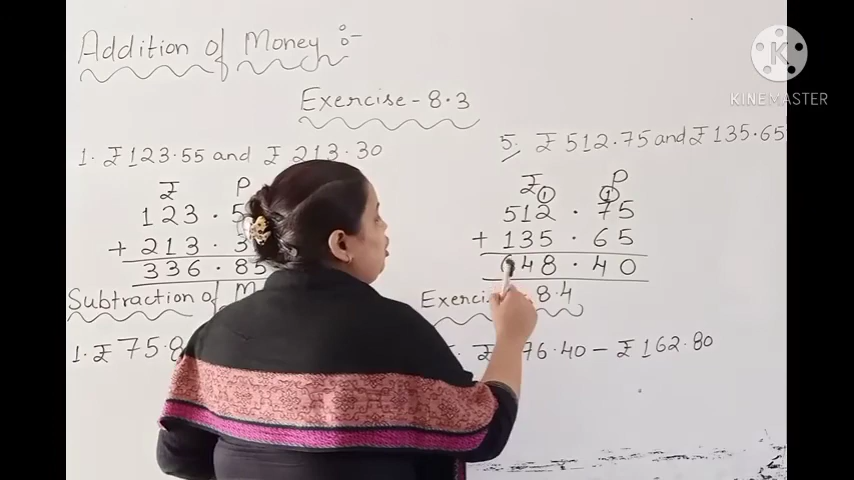 Addition of Money :-
KINEMASTER
Exercise - 8.3
1. ₹123.55 and ₹ 213.30
₹ P
123.5
+ 213.3
336.85
5. ₹ 512.75 and ₹135.65
₹ P
1 1
512.75
+ 135.65
648.40
Subtraction of M
1. ₹75.8
Exerci 8.4
₹ 76.40 - ₹162.80